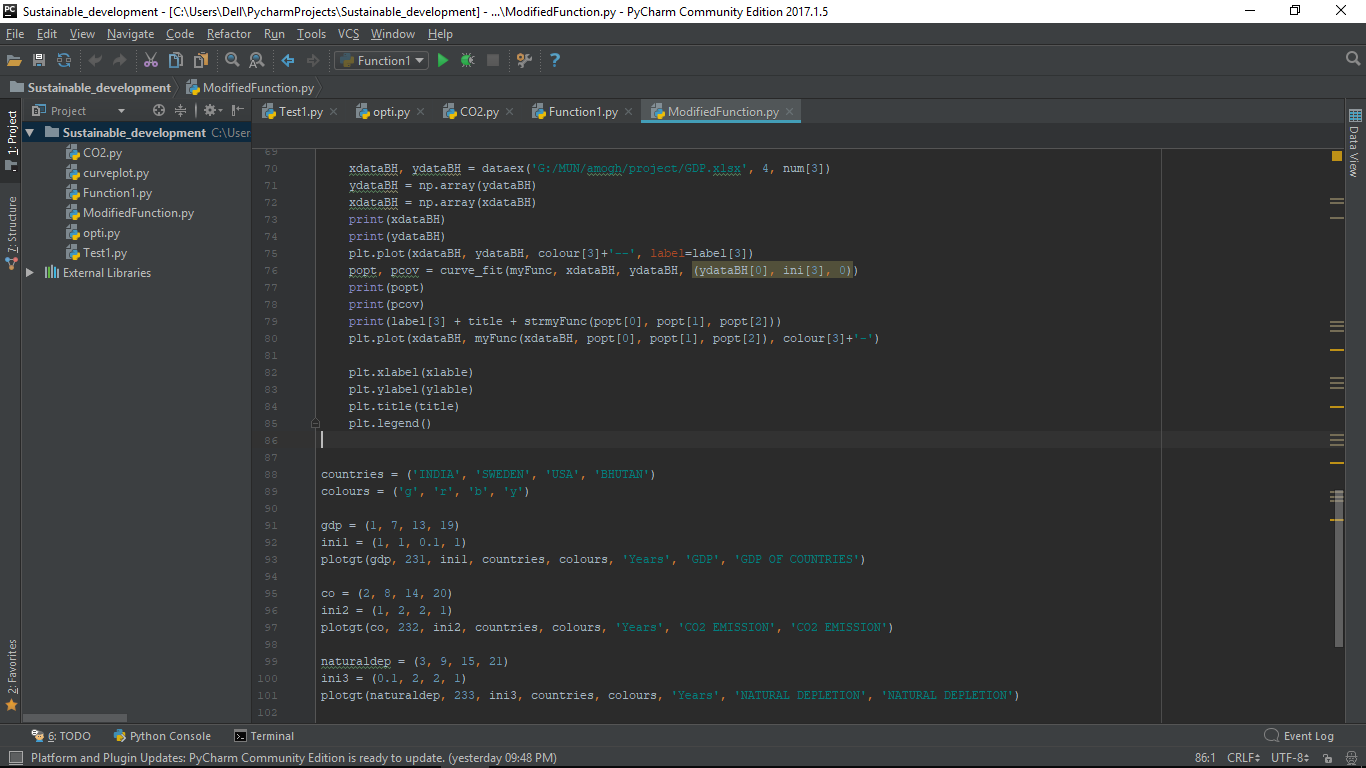 Sustainable_development - [C:\Users\Dell\PycharmProjects\Sustainable_development] - ...\ModifiedFunction.py - PyCharm Community Edition 2017.1.5
File Edit View Navigate Code Refactor Run Tools VCS Window Help
Function1
Sustainable_development ModifiedFunction.py
Project
Test1.py opti.py CO2.py Function1.py ModifiedFunction.py
1: Project
7: Structure
2: Favorites
Data View
Sustainable_development C:\User
CO2.py
curveplot.py
Function1.py
ModifiedFunction.py
opti.py
Test1.py
External Libraries
69
70 xdataBH, ydataBH = dataex('G:/MUN/amogh/project/GDP.xlsx', 4, num[3])
71 ydataBH = np.array(ydataBH)
72 xdataBH = np.array(xdataBH)
73 print(xdataBH)
74 print(ydataBH)
75 plt.plot(xdataBH, ydataBH, colour[3]+'--', label=label[3])
76 popt, pcov = curve_fit(myFunc, xdataBH, ydataBH, (ydataBH[0], ini[3], 0))
77 print(popt)
78 print(pcov)
79 print(label[3] + title + strmyFunc(popt[0], popt[1], popt[2]))
80 plt.plot(xdataBH, myFunc(xdataBH, popt[0], popt[1], popt[2]), colour[3]+'-')
81
82 plt.xlabel(xlable)
83 plt.ylabel(ylable)
84 plt.title(title)
85 plt.legend()
86
87
88 countries = ('INDIA', 'SWEDEN', 'USA', 'BHUTAN')
89 colours = ('g', 'r', 'b', 'y')
90
91 gdp = (1, 7, 13, 19)
92 ini1 = (1, 1, 0.1, 1)
93 plotgt(gdp, 231, ini1, countries, colours, 'Years', 'GDP', 'GDP OF COUNTRIES')
94
95 co = (2, 8, 14, 20)
96 ini2 = (1, 2, 2, 1)
97 plotgt(co, 232, ini2, countries, colours, 'Years', 'CO2 EMISSION', 'CO2 EMISSION')
98
99 naturaldep = (3, 9, 15, 21)
100 ini3 = (0.1, 2, 2, 1)
101 plotgt(naturaldep, 233, ini3, countries, colours, 'Years', 'NATURAL DEPLETION', 'NATURAL DEPLETION')
102
6: TODO Python Console Terminal Event Log
Platform and Plugin Updates: PyCharm Community Edition is ready to update. (yesterday 09:48 PM) 86:1 CRLF UTF-8